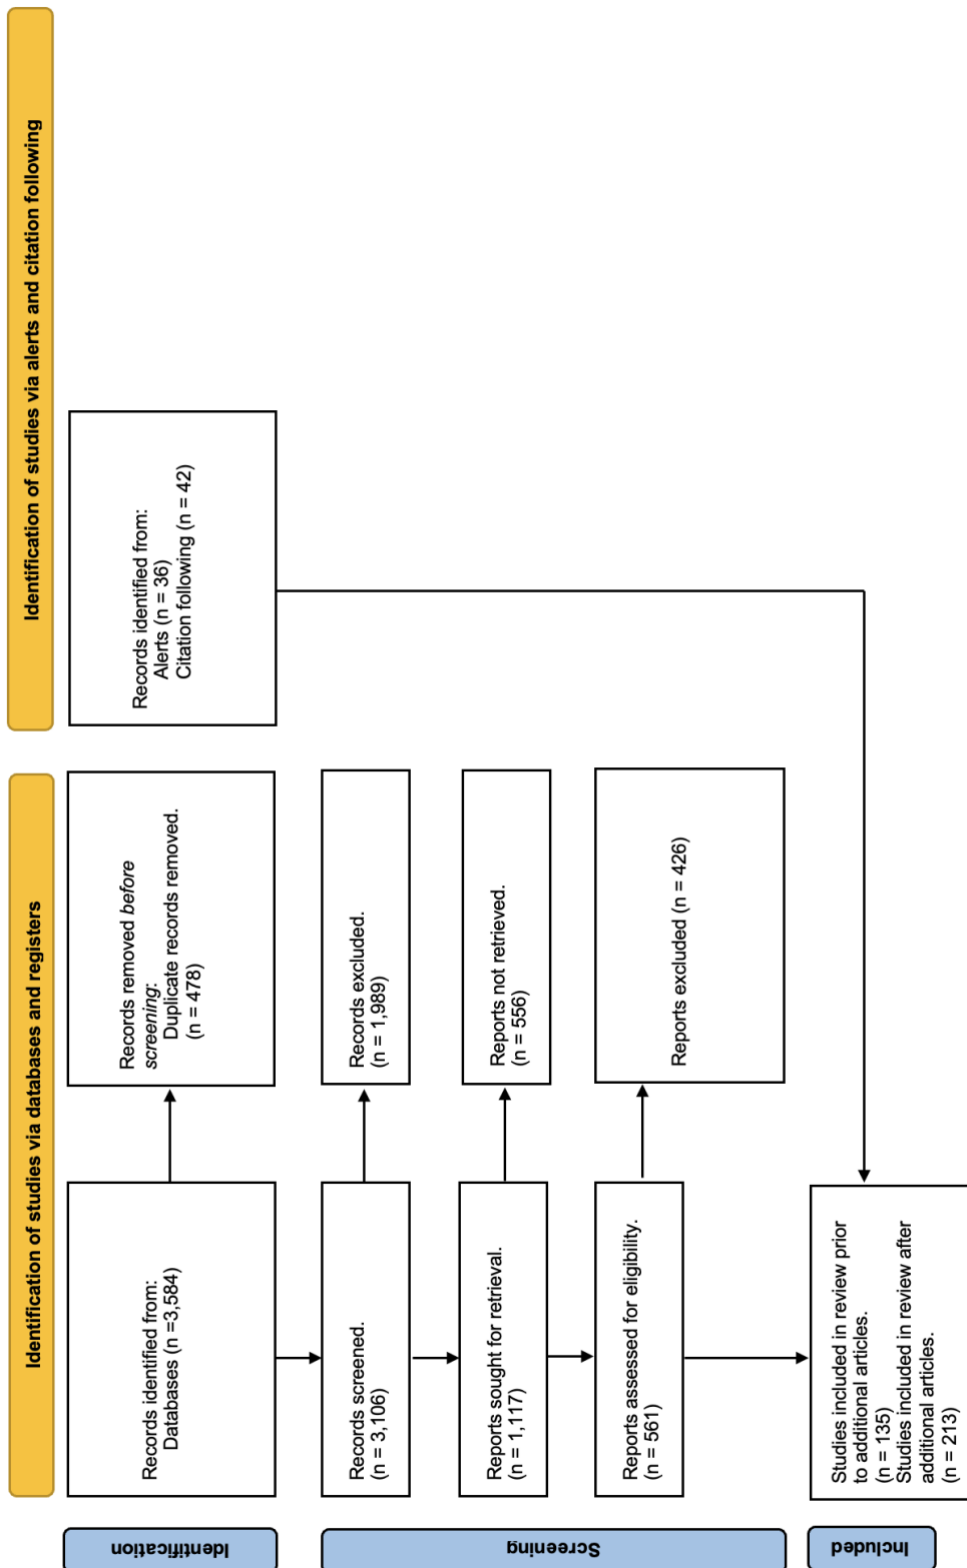 Identification of studies via databases and registers
Identification of studies via alerts and citation following
Identification
Records identified from:
Databases (n =3,584)
Records removed before
screening:
Duplicate records removed.
(n = 478)
Records identified from:
Alerts (n = 36)
Citation following (n = 42)
Screening
Records screened.
(n = 3,106)
Records excluded.
(n = 1,989)
Reports sought for retrieval.
(n = 1,117)
Reports not retrieved.
(n = 556)
Reports assessed for eligibility.
(n = 561)
Reports excluded (n = 426)
Included
Studies included in review prior
to additional articles.
(n = 135)
Studies included in review after
additional articles.
(n = 213)